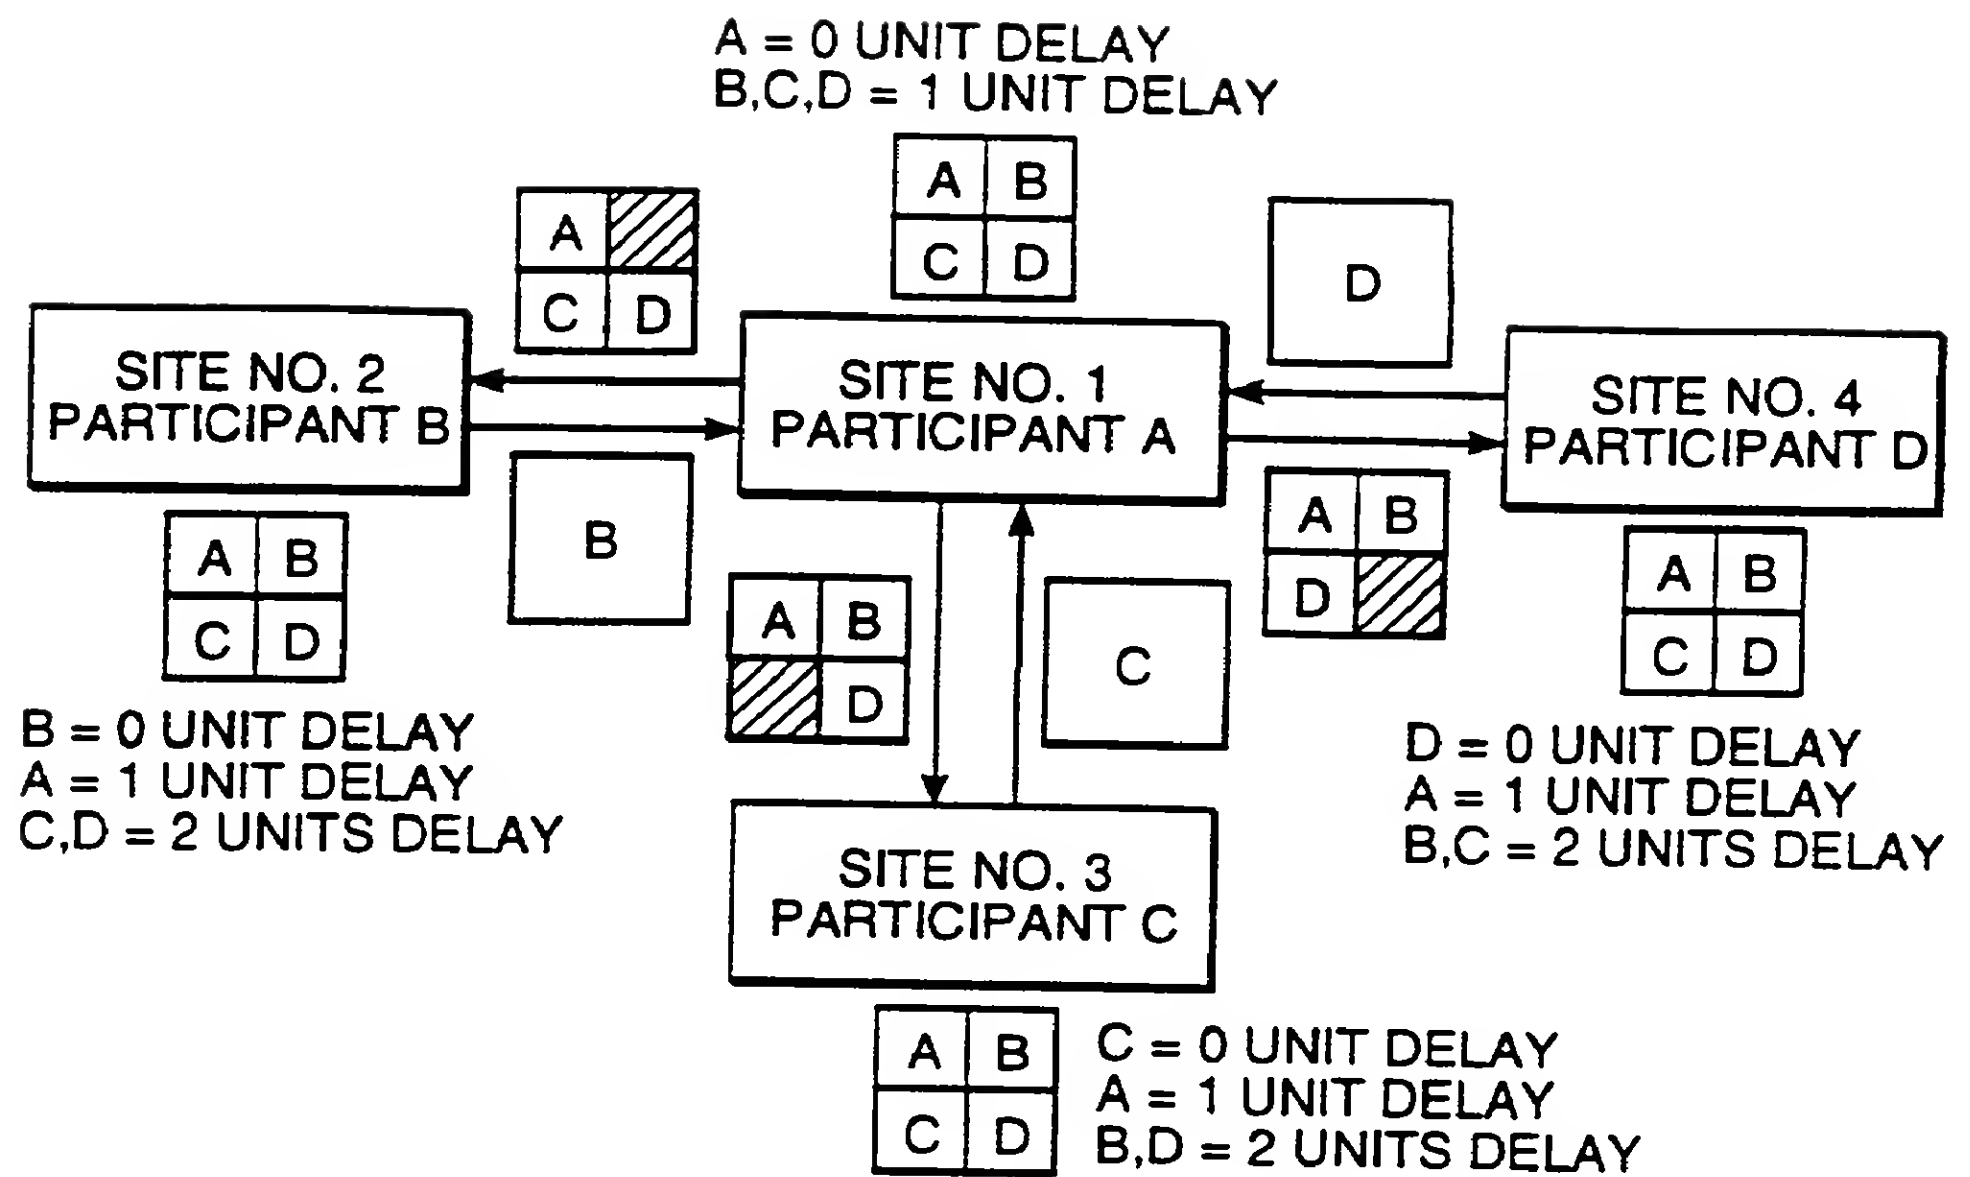 A = 0 UNIT DELAY
B,C,D = 1 UNIT DELAY
A B
C D
A
C D
D
SITE NO. 2
PARTICIPANT B
SITE NO. 1
PARTICIPANT A
SITE NO. 4
PARTICIPANT D
A B
C D
B
A B
D
C
A B
D
A B
C D
B = 0 UNIT DELAY
A = 1 UNIT DELAY
C,D = 2 UNITS DELAY
D = 0 UNIT DELAY
A = 1 UNIT DELAY
B,C = 2 UNITS DELAY
SITE NO. 3
PARTICIPANT C
A B
C D
C = 0 UNIT DELAY
A = 1 UNIT DELAY
B,D = 2 UNITS DELAY